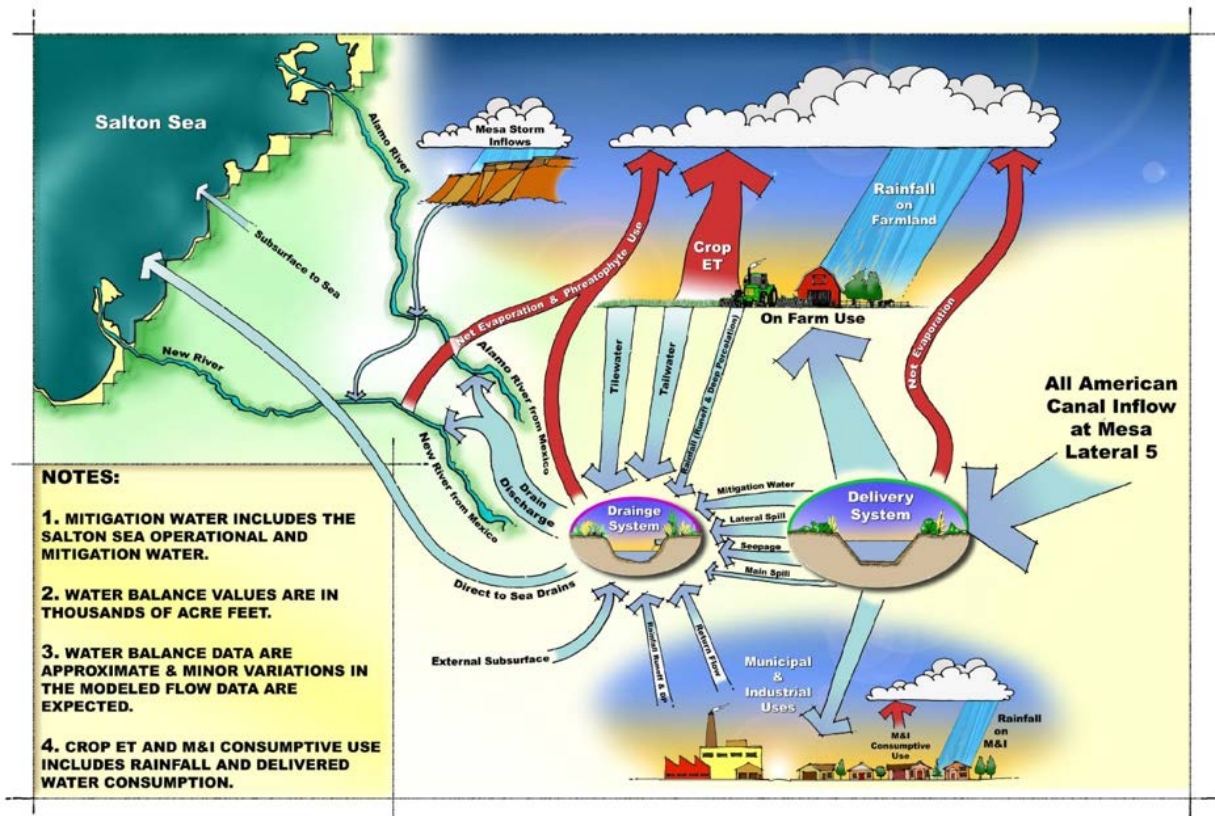 Salton Sea
Alamo River
Mesa Storm
Inflows
Subsurface to Sea
New River
Net Evaporation & Phreatophyte Use
Crop
ET
Rainfall
on
Farmland
On Farm Use
Net Evaporation
All American
Canal Inflow
at Mesa
Lateral 5
Tilewater
Tailwater
Rainfall (Runoff & Deep Percolation)
Alamo River from Mexico
New River from Mexico
Drain
Discharge
Direct to Sea Drains
Drainge
System
Mitigation Water
Lateral Spill
Seepage
Main Spill
Delivery
System
External Subsurface
Rainfall Runoff & DP
Return Flow
Municipal
&
Industrial
Uses
M&I
Consumptive
Use
Rainfall
on
M&I
NOTES:
1. MITIGATION WATER INCLUDES THE
SALTON SEA OPERATIONAL AND
MITIGATION WATER.
2. WATER BALANCE VALUES ARE IN
THOUSANDS OF ACRE FEET.
3. WATER BALANCE DATA ARE
APPROXIMATE & MINOR VARIATIONS IN
THE MODELED FLOW DATA ARE
EXPECTED.
4. CROP ET AND M&I CONSUMPTIVE USE
INCLUDES RAINFALL AND DELIVERED
WATER CONSUMPTION.